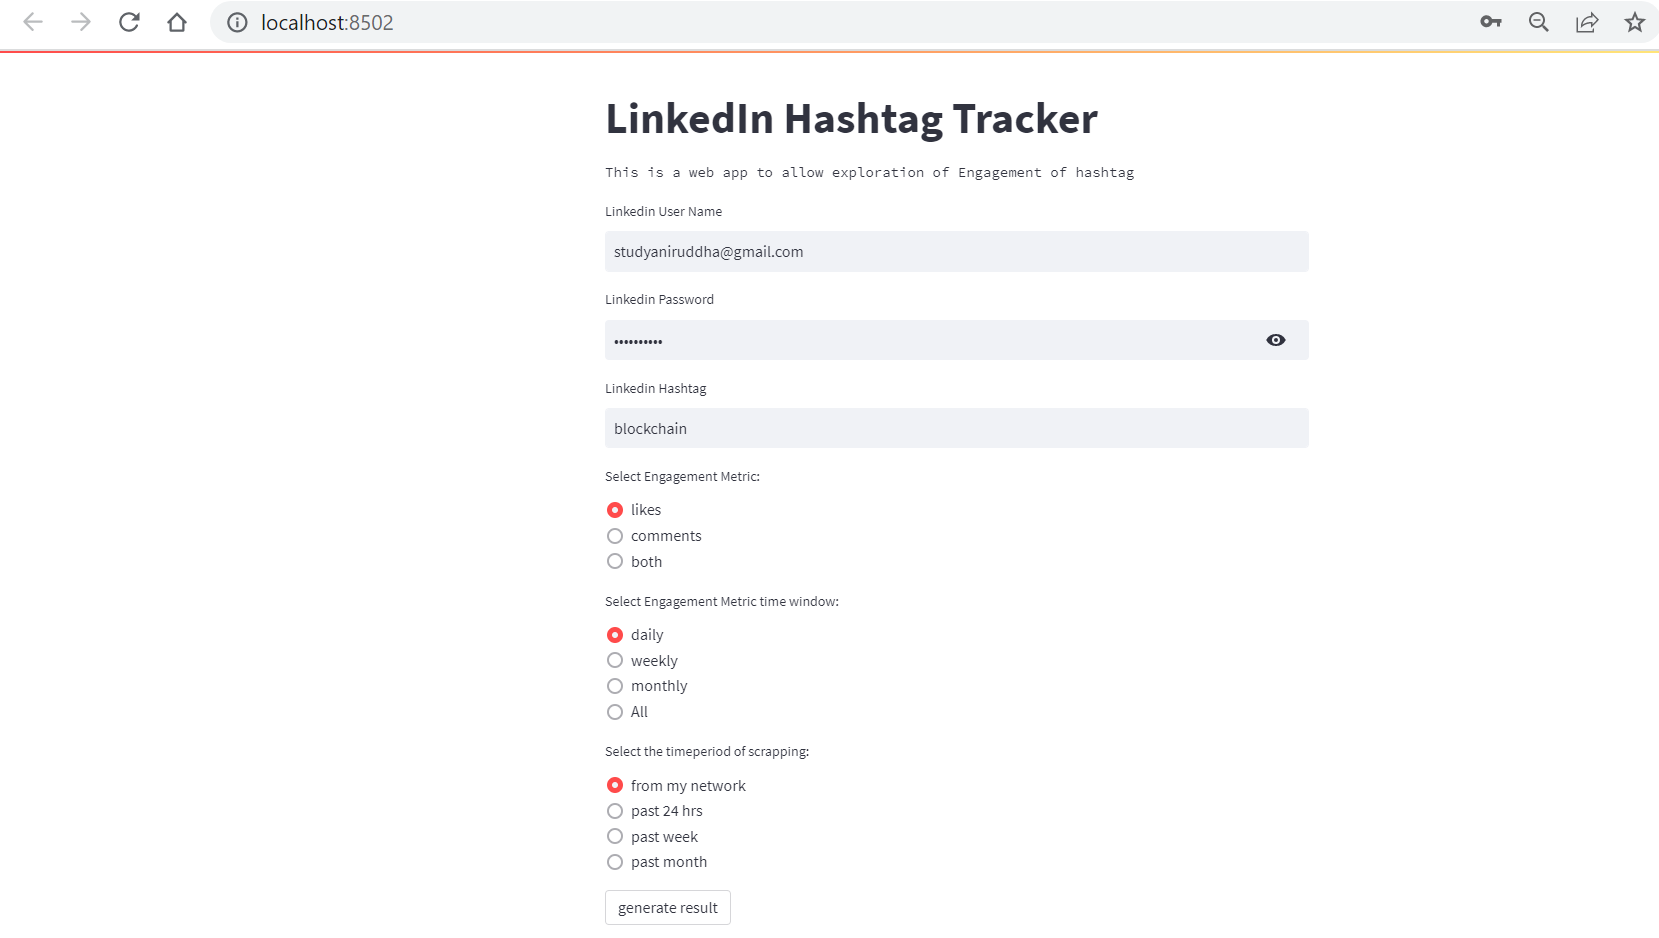 localhost:8502
LinkedIn Hashtag Tracker
This is a web app to allow exploration of Engagement of hashtag
Linkedin User Name
studyaniruddha@gmail.com
Linkedin Password
••••••••••
Linkedin Hashtag
blockchain
Select Engagement Metric:
likes
comments
both
Select Engagement Metric time window:
daily
weekly
monthly
All
Select the timeperiod of scrapping:
from my network
past 24 hrs
past week
past month
generate result